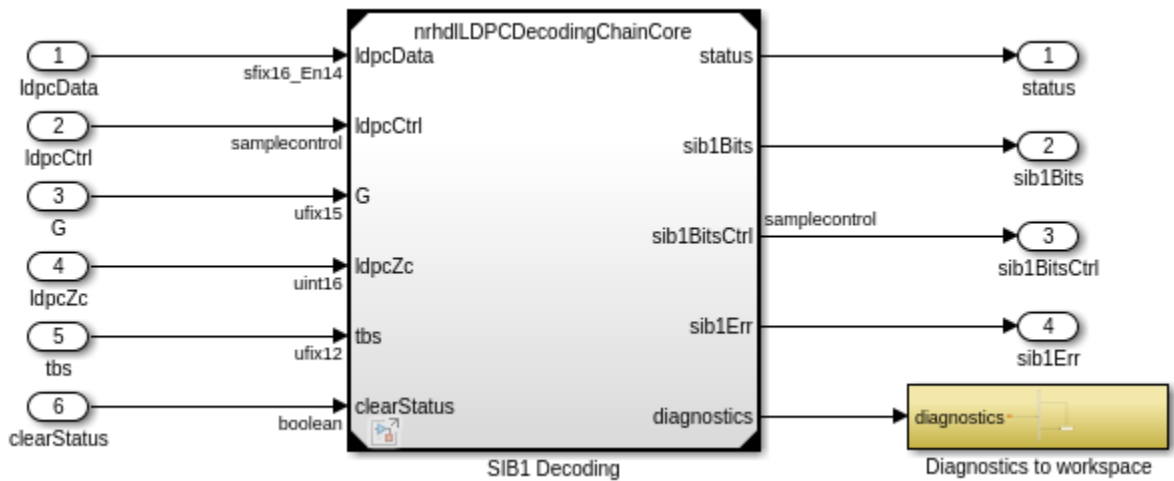 nrhdlLDPCDecodingChainCore
1
ldpcData
sfix16_En14
ldpcData
status
1
status
2
ldpcCtrl
samplecontrol
ldpcCtrl
sib1Bits
2
sib1Bits
3
G
ufix15
G
sib1BitsCtrl
samplecontrol
3
sib1BitsCtrl
4
ldpcZc
uint16
ldpcZc
sib1Err
4
sib1Err
5
tbs
ufix12
tbs
6
clearStatus
boolean
clearStatus
diagnostics
diagnostics
SIB1 Decoding
Diagnostics to workspace